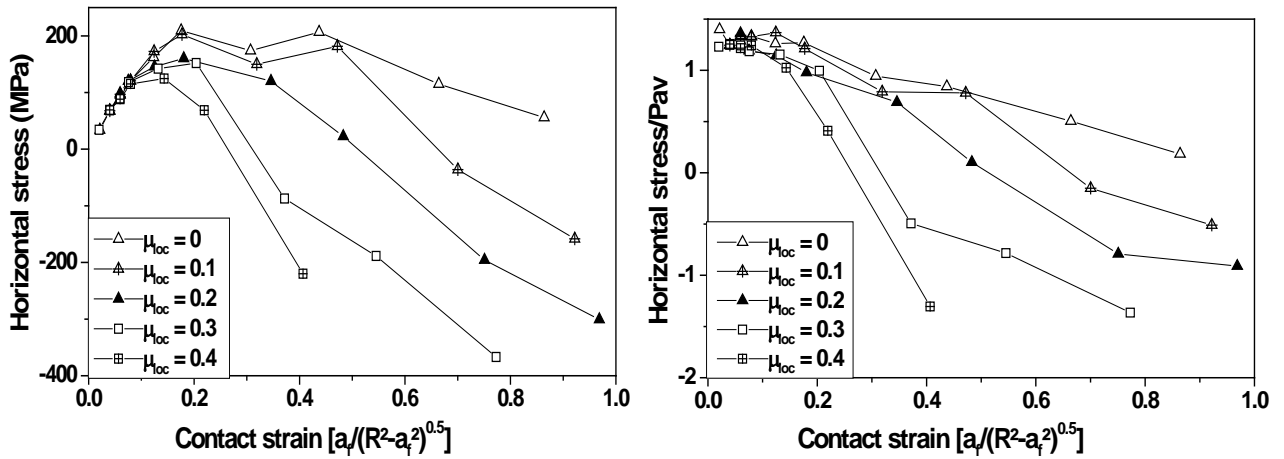 Horizontal stress (MPa)
200
0
-200
-400
μloc = 0
μloc = 0.1
μloc = 0.2
μloc = 0.3
μloc = 0.4
0.0 0.2 0.4 0.6 0.8 1.0
Contact strain [af/(R²-af²)^0.5]
Horizontal stress/Pav
1
0
-1
-2
μloc = 0
μloc = 0.1
μloc = 0.2
μloc = 0.3
μloc = 0.4
0.0 0.2 0.4 0.6 0.8 1.0
Contact strain [af/(R²-af²)^0.5]